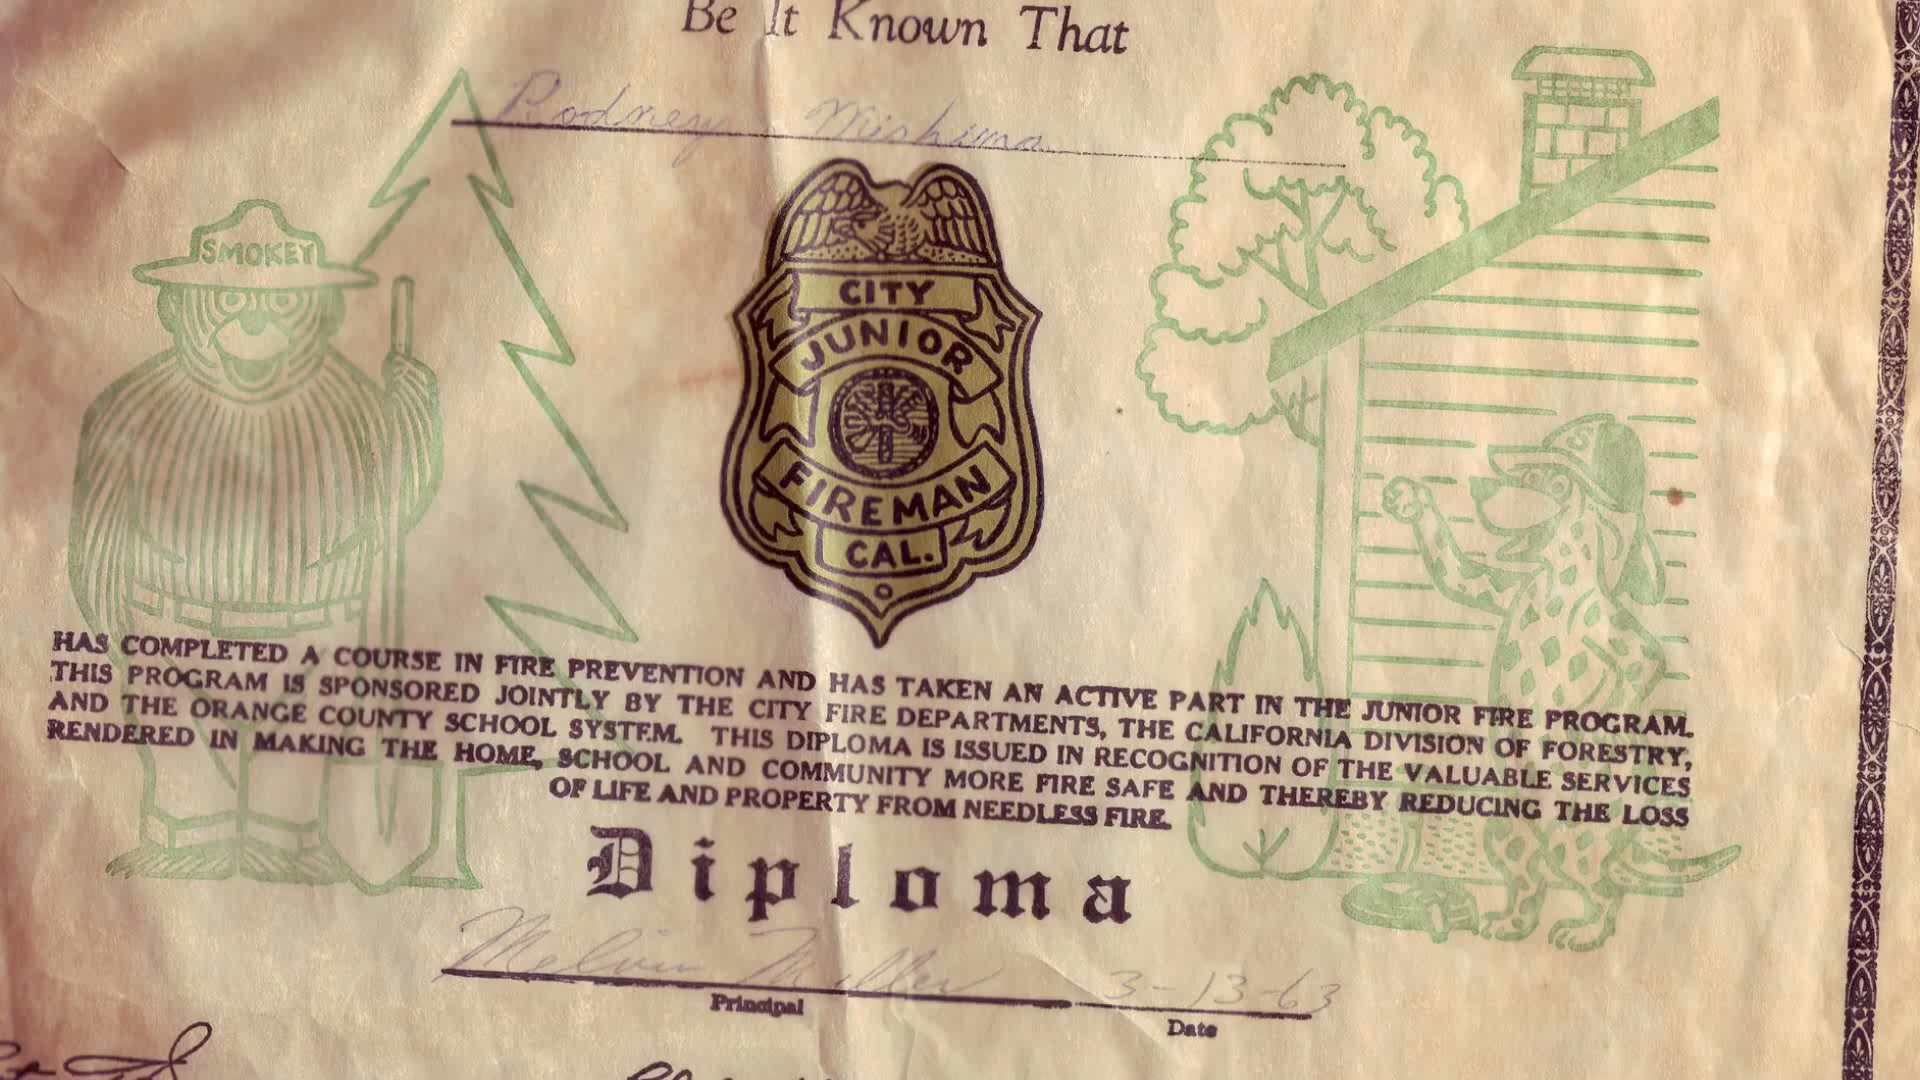 Be It Known That
Rodney Mishima
SMOKEY
CITY
JUNIOR
FIREMAN
CAL.
HAS COMPLETED A COURSE IN FIRE PREVENTION AND HAS TAKEN AN ACTIVE PART IN THE JUNIOR FIRE PROGRAM.
THIS PROGRAM IS SPONSORED JOINTLY BY THE CITY FIRE DEPARTMENTS, THE CALIFORNIA DIVISION OF FORESTRY,
AND THE ORANGE COUNTY SCHOOL SYSTEM. THIS DIPLOMA IS ISSUED IN RECOGNITION OF THE VALUABLE SERVICES
RENDERED IN MAKING THE HOME, SCHOOL AND COMMUNITY MORE FIRE SAFE AND THEREBY REDUCING THE LOSS
OF LIFE AND PROPERTY FROM NEEDLESS FIRE.
Diploma
Melvin Miller 3-13-63
Principal Date